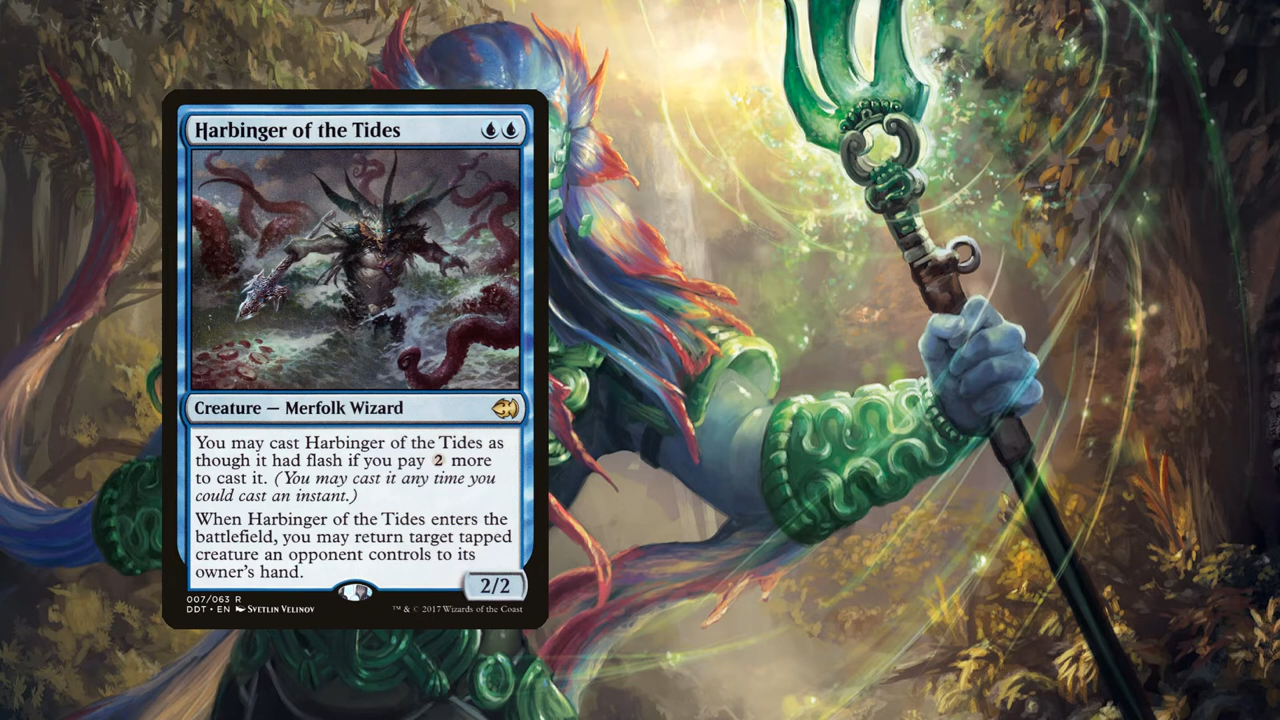 Harbinger of the Tides
Creature — Merfolk Wizard
You may cast Harbinger of the Tides as
though it had flash if you pay 2 more
to cast it. (You may cast it any time you
could cast an instant.)
When Harbinger of the Tides enters the
battlefield, you may return target tapped
creature an opponent controls to its
owner's hand.
2/2
007/063 R
DDT • EN Svetlin Velinov
™ & © 2017 Wizards of the Coast